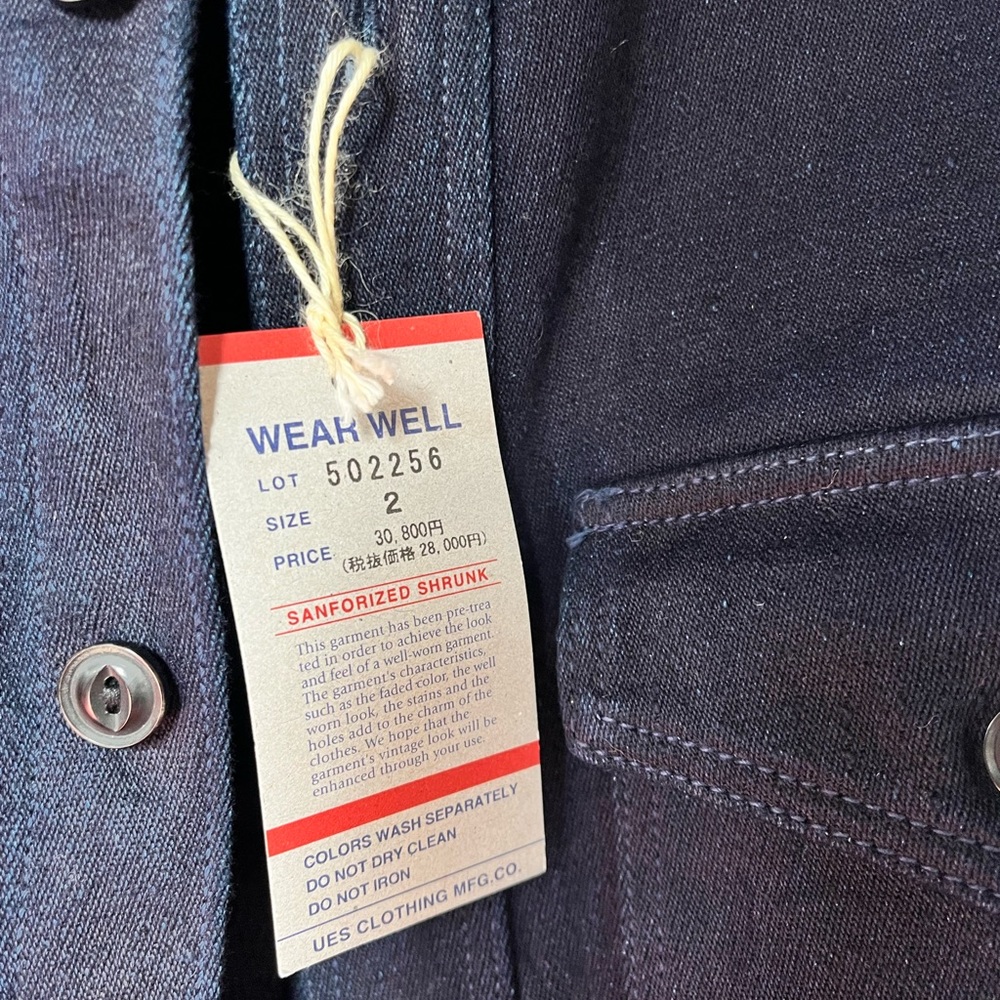 WEAR WELL
LOT 502256
SIZE 2
PRICE 30,800円
(税抜価格 28,000円)
SANFORIZED SHRUNK
This garment has been pre-trea
ted in order to achieve the look
and feel of a well-worn garment.
The garment's characteristics,
such as the faded color, the well
worn look, the stains and the
holes add to the charm of the
clothes. We hope that the
garment's vintage look will be
enhanced through your use.
COLORS WASH SEPARATELY
DO NOT DRY CLEAN
DO NOT IRON
UES CLOTHING MFG,CO.